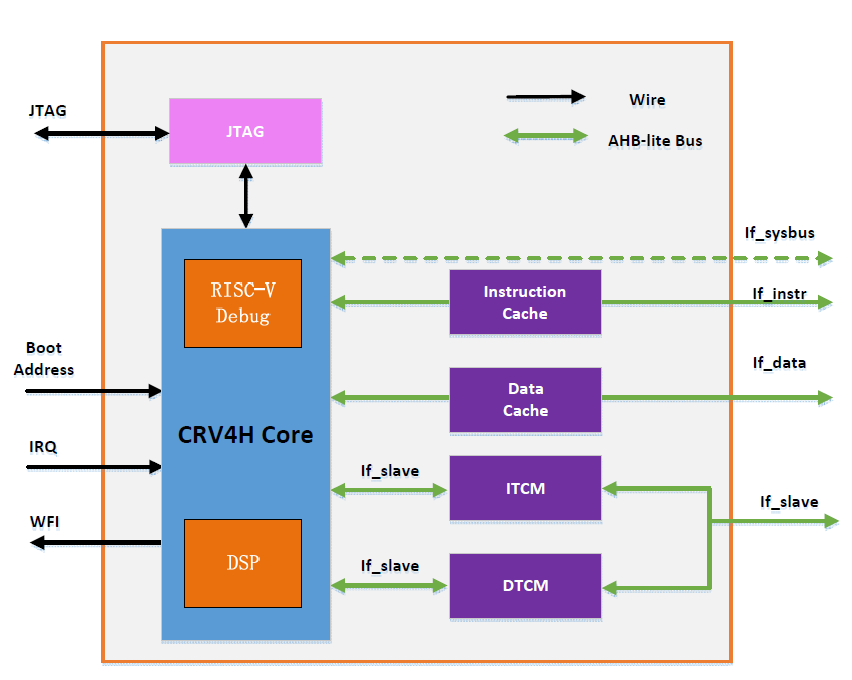 JTAG
JTAG
Wire
AHB-lite Bus
If_sysbus
RISC-V
Debug
Instruction
Cache
If_instr
Boot
Address
Data
Cache
If_data
CRV4H Core
IRQ
If_slave
ITCM
If_slave
WFI
DSP
If_slave
DTCM